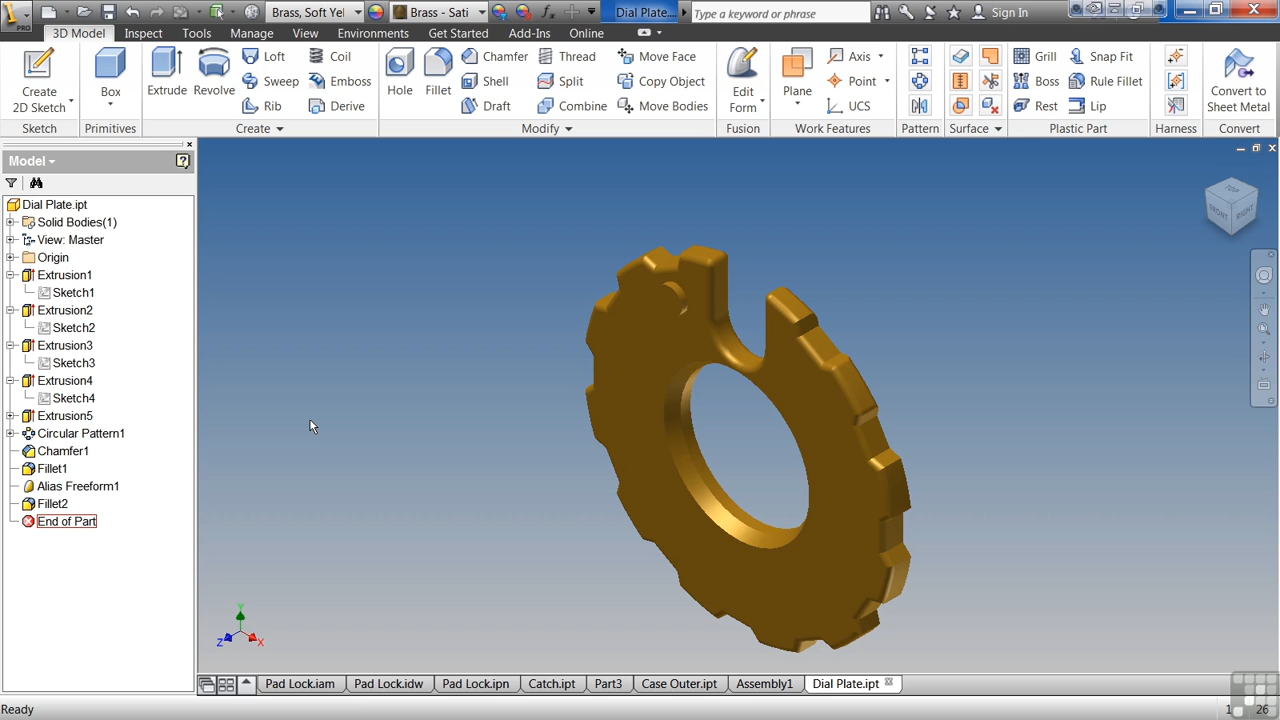 PRO
Brass, Soft Yel
Brass - Sati
Dial Plate....
Type a keyword or phrase
Sign In
3D Model
Inspect
Tools
Manage
View
Environments
Get Started
Add-Ins
Online
Create
2D Sketch
Box
Extrude
Revolve
Loft
Sweep
Rib
Coil
Emboss
Derive
Hole
Fillet
Chamfer
Shell
Draft
Thread
Split
Combine
Move Face
Copy Object
Move Bodies
Edit
Form
Plane
Axis
Point
UCS
Grill
Boss
Rest
Snap Fit
Rule Fillet
Lip
Convert to
Sheet Metal
Sketch
Primitives
Create
Modify
Fusion
Work Features
Pattern
Surface
Plastic Part
Harness
Convert
Model
Dial Plate.ipt
Solid Bodies(1)
View: Master
Origin
Extrusion1
Sketch1
Extrusion2
Sketch2
Extrusion3
Sketch3
Extrusion4
Sketch4
Extrusion5
Circular Pattern1
Chamfer1
Fillet1
Alias Freeform1
Fillet2
End of Part
TOP
FRONT
RIGHT
Y
Z
X
Pad Lock.iam
Pad Lock.idw
Pad Lock.ipn
Catch.ipt
Part3
Case Outer.ipt
Assembly1
Dial Plate.ipt
Ready
1
26